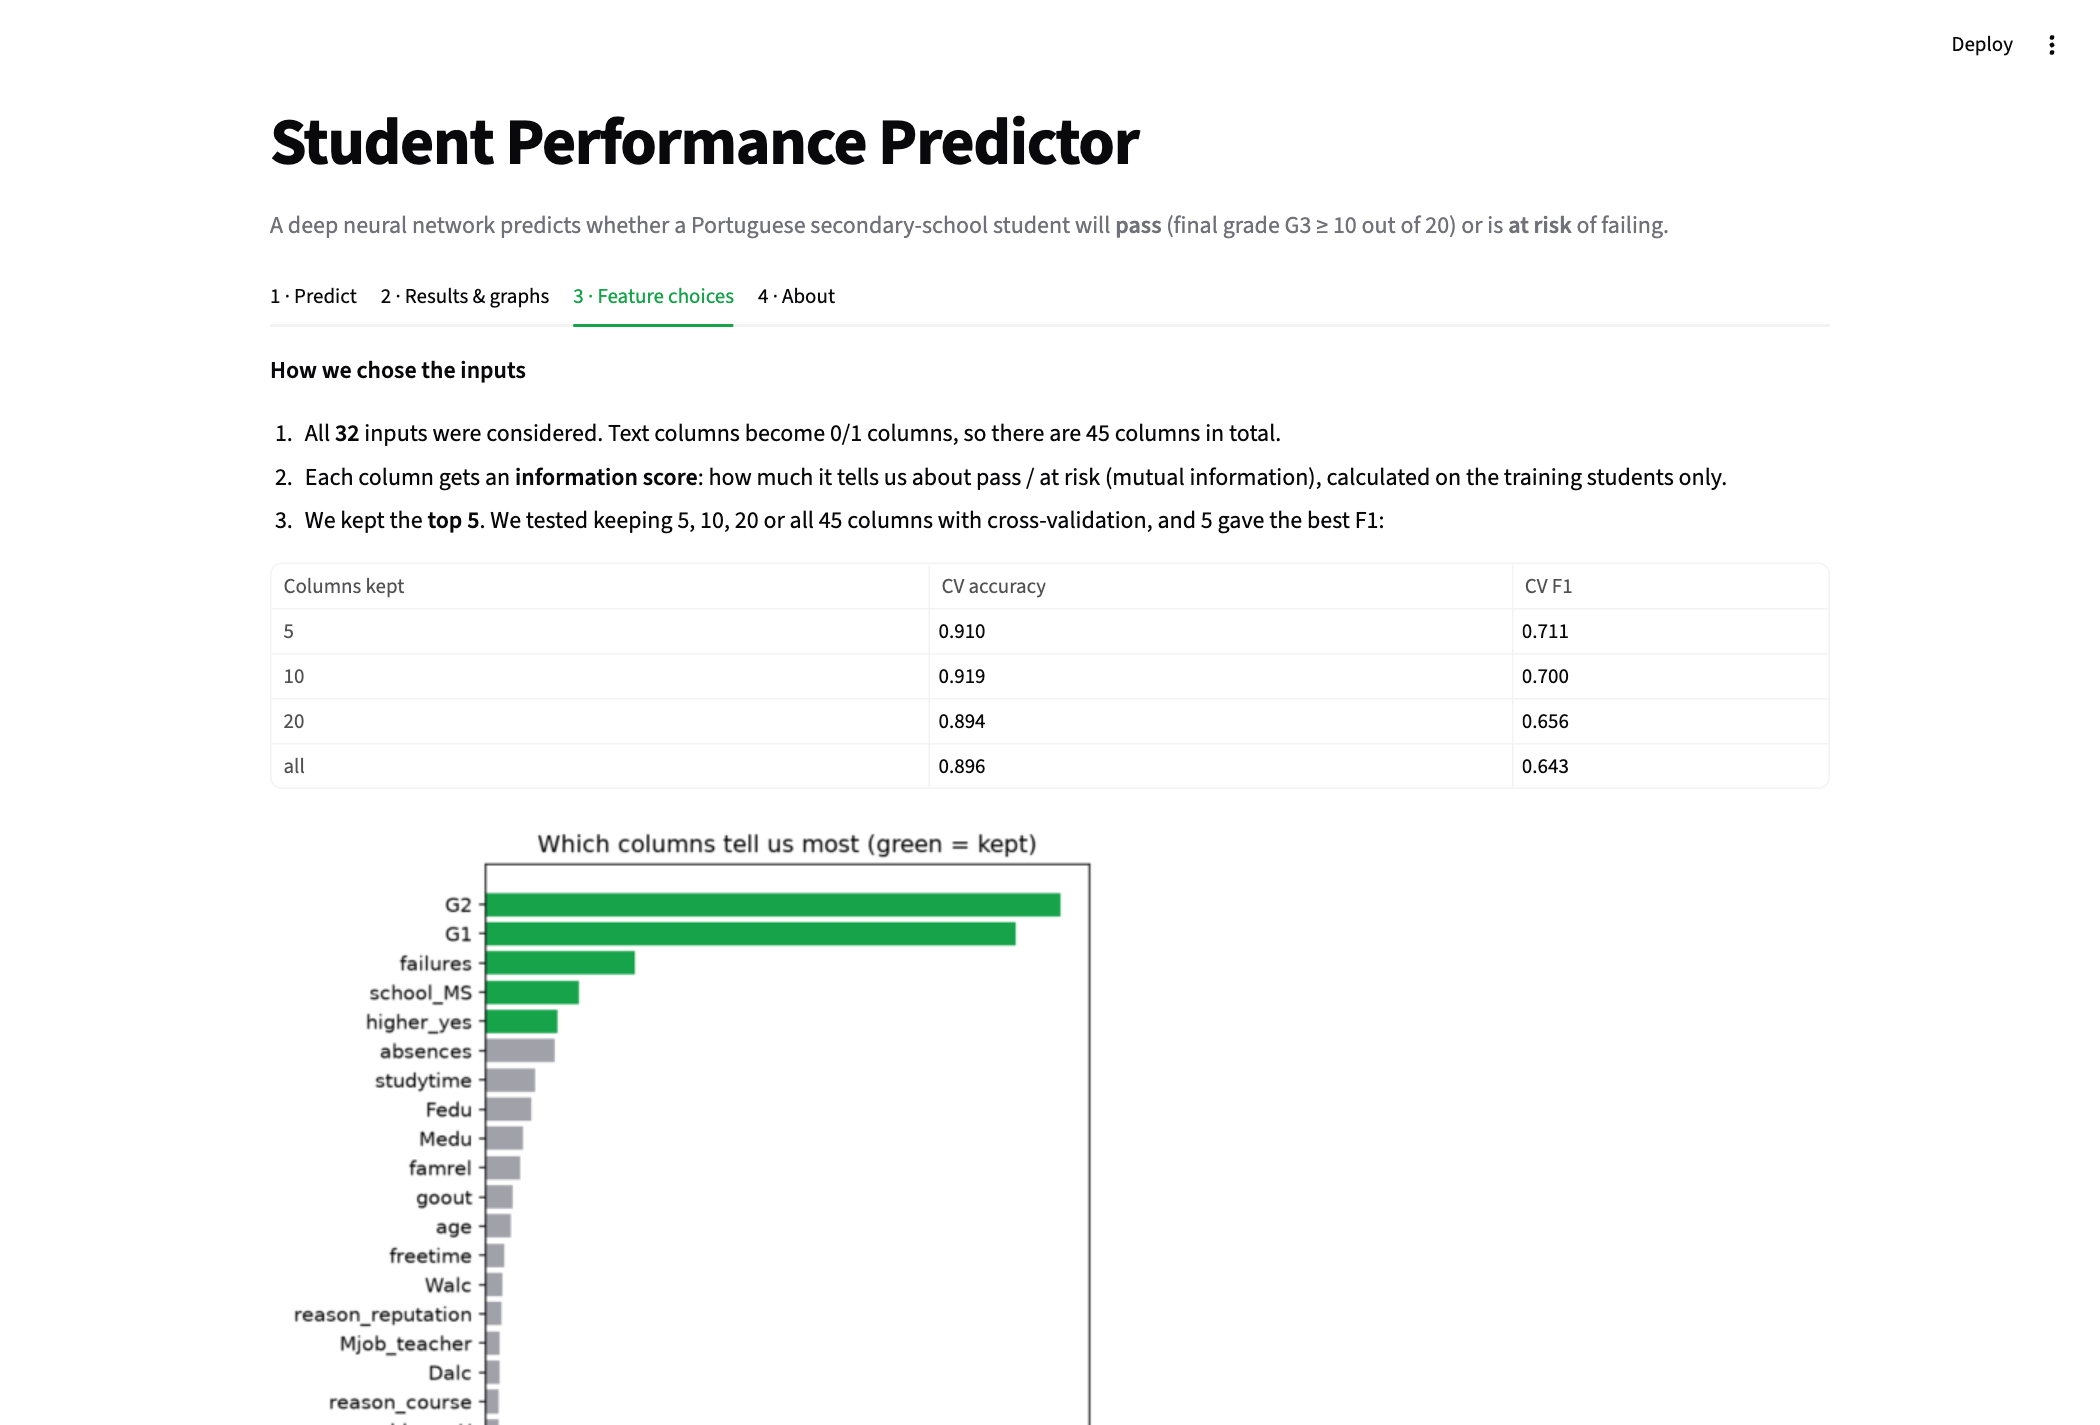 Deploy
Student Performance Predictor
A deep neural network predicts whether a Portuguese secondary-school student will pass (final grade G3 ≥ 10 out of 20) or is at risk of failing.
1 · Predict 2 · Results & graphs 3 · Feature choices 4 · About
How we chose the inputs
1. All 32 inputs were considered. Text columns become 0/1 columns, so there are 45 columns in total.
2. Each column gets an information score: how much it tells us about pass / at risk (mutual information), calculated on the training students only.
3. We kept the top 5. We tested keeping 5, 10, 20 or all 45 columns with cross-validation, and 5 gave the best F1:
Columns kept CV accuracy CV F1
5 0.910 0.711
10 0.919 0.700
20 0.894 0.656
all 0.896 0.643
Which columns tell us most (green = kept)
G2
G1
failures
school_MS
higher_yes
absences
studytime
Fedu
Medu
famrel
goout
age
freetime
Walc
reason_reputation
Mjob_teacher
Dalc
reason_course